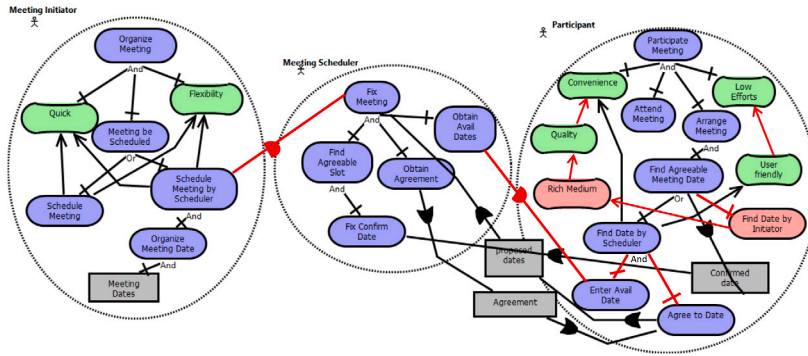 Meeting Initiator
Organize
Meeting
And
Quick
Flexibility
Meeting be
Scheduled
Or
Schedule
Meeting
Schedule
Meeting by
Scheduler
And
Organize
Meeting Date
And
Meeting
Dates
Meeting Scheduler
Fix
Meeting
And
Obtain
Avail
Dates
Find
Agreeable
Slot
Obtain
Agreement
And
Fix Confirm
Date
proposed
dates
Agreement
Confirmed
date
Participant
Participate
Meeting
And
Convenience
Low
Efforts
Attend
Meeting
Arrange
Meeting
Quality
And
Find Agreeable
Meeting Date
User
friendly
Rich Medium
Or
Find Date by
Initiator
Find Date by
Scheduler
And
Enter Avail
Date
Agree to Date